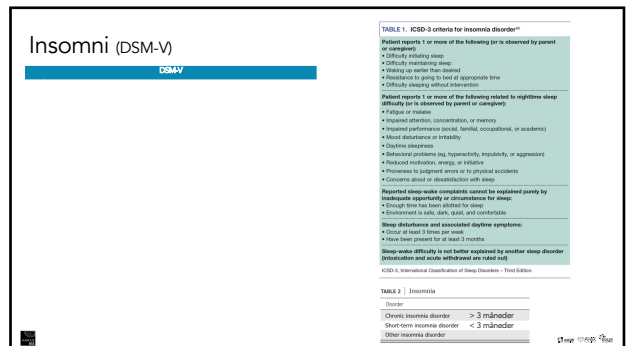 Insomni (DSM-V)
DSM-V
TABLE 1. ICSD-3 criteria for insomnia disorder
Patient reports 1 or more of the following (or is observed by parent
or caregiver):
• Difficulty initiating sleep
• Difficulty maintaining sleep
• Waking up earlier than desired
• Resistance to going to bed at appropriate time
• Difficulty sleeping without intervention
Patient reports 1 or more of the following related to nighttime sleep
difficulty (or is observed by parent or caregiver):
• Fatigue or malaise
• Impaired attention, concentration, or memory
• Impaired performance (social, familial, occupational, or academic)
• Mood disturbance or irritability
• Daytime sleepiness
• Behavioral problems (eg, hyperactivity, impulsivity, or aggression)
• Reduced motivation, energy, or initiative
• Proneness to judgment errors or to physical accidents
• Concerns about or dissatisfaction with sleep
Reported sleep-wake complaints cannot be explained purely by
inadequate opportunity or circumstance for sleep:
• Enough time has been allotted for sleep
• Environment is safe, dark, quiet, and comfortable
Sleep disturbance and associated daytime symptoms:
• Occur at least 3 times per week
• Have been present for at least 3 months
Sleep-wake difficulty is not better explained by another sleep disorder
(intoxication and acute withdrawal are ruled out)
ICSD-3, International Classification of Sleep Disorders – Third Edition.
TABLE 2 | Insomnia
Disorder
Chronic insomnia disorder > 3 måneder
Short-term insomnia disorder < 3 måneder
Other insomnia disorder